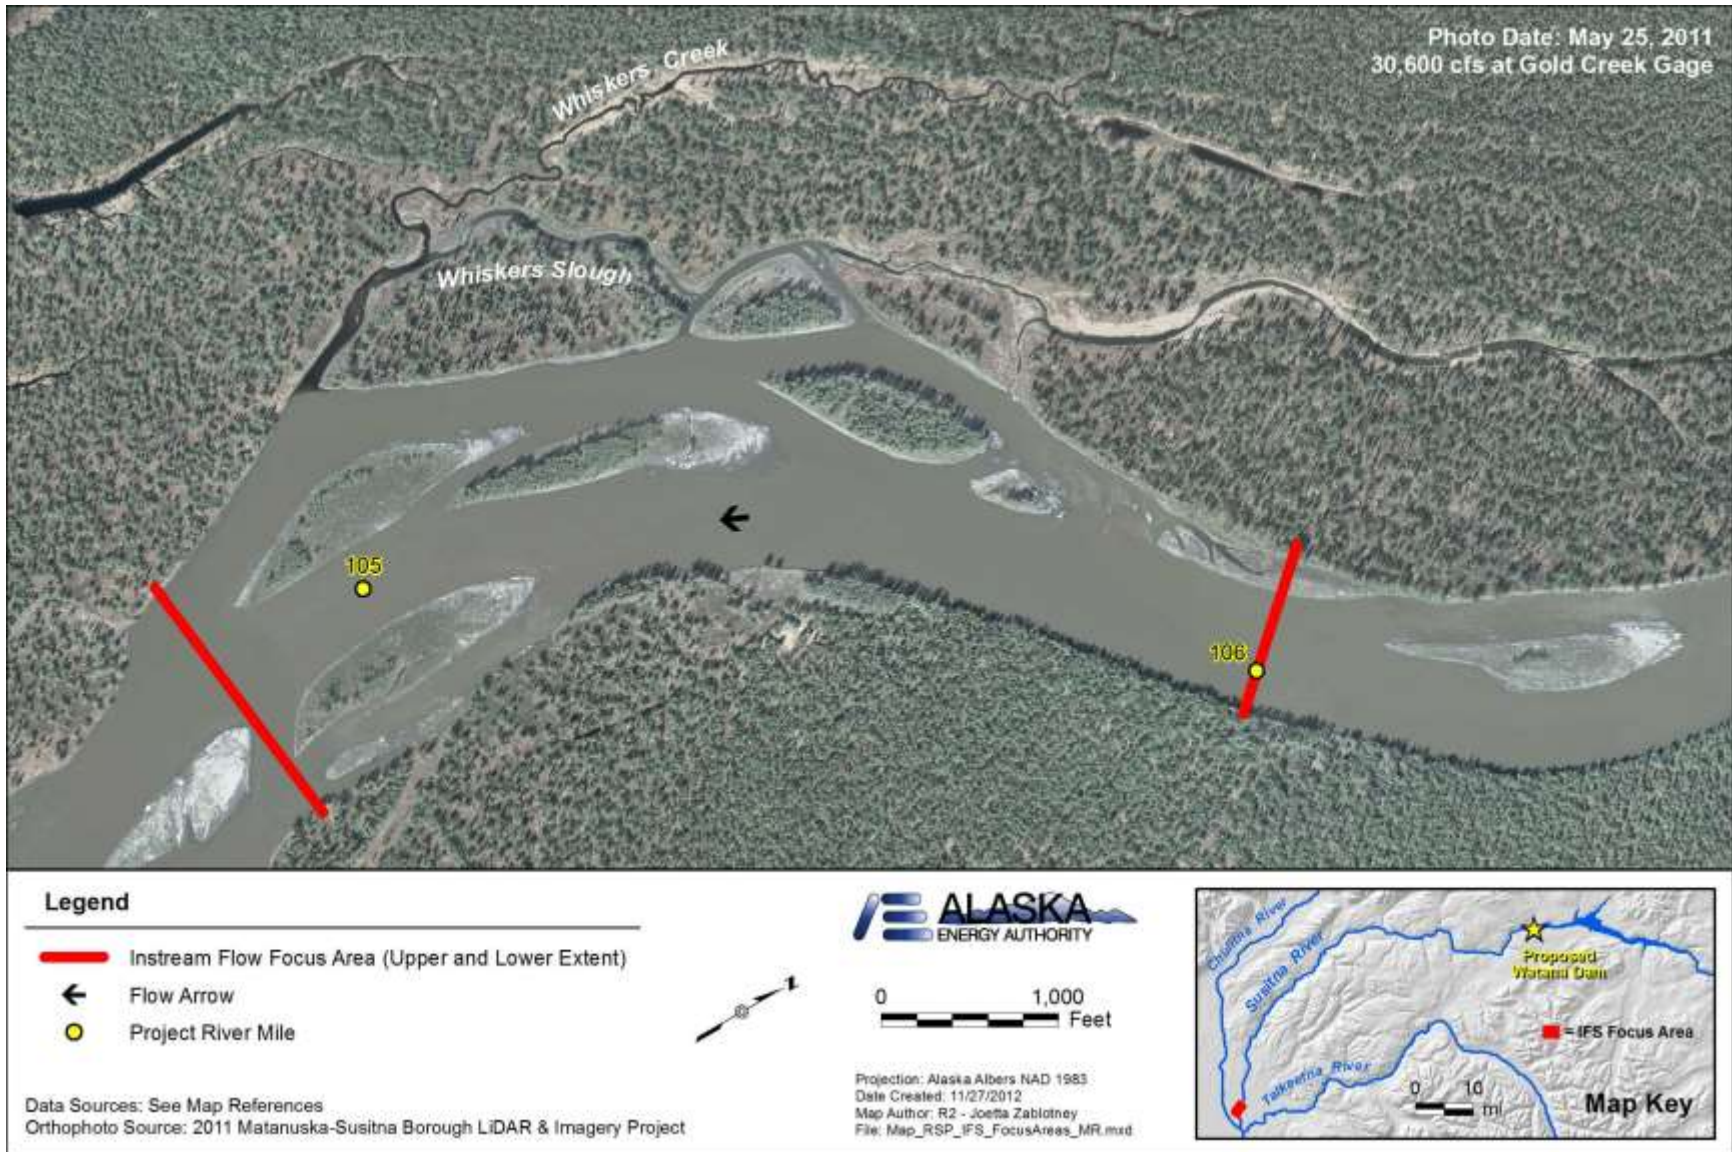 Photo Date: May 25, 2011
30,600 cfs at Gold Creek Gage
Whiskers Creek
Whiskers Slough
105
106
Legend
Instream Flow Focus Area (Upper and Lower Extent)
Flow Arrow
Project River Mile
Data Sources: See Map References
Orthophoto Source: 2011 Matanuska-Susitna Borough LiDAR & Imagery Project
ALASKA
ENERGY AUTHORITY
0 1,000
Feet
Projection: Alaska Albers NAD 1983
Date Created: 11/27/2012
Map Author: R2 - Joetta Zablotney
File: Map_RSP_IFS_FocusAreas_MR.mxd
Chulitna River
Susitna River
Proposed
Watana Dam
= IFS Focus Area
Talkeetna River
0 10
mi
Map Key